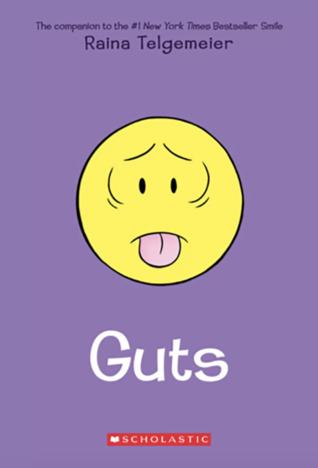 The companion to the #1 New York Times Bestseller Smile
Raina Telgemeier
Guts
SCHOLASTIC